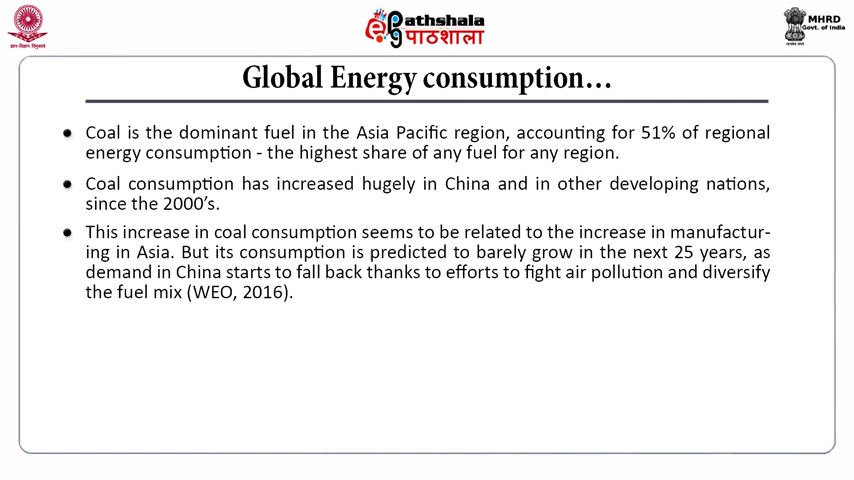 ज्ञान-विज्ञान विमुक्तये
ePathshala
पाठशाला
MHRD
Govt. of India
Global Energy consumption...
Coal is the dominant fuel in the Asia Pacific region, accounting for 51% of regional
energy consumption - the highest share of any fuel for any region.
Coal consumption has increased hugely in China and in other developing nations,
since the 2000's.
This increase in coal consumption seems to be related to the increase in manufactur-
ing in Asia. But its consumption is predicted to barely grow in the next 25 years, as
demand in China starts to fall back thanks to efforts to fight air pollution and diversify
the fuel mix (WEO, 2016).